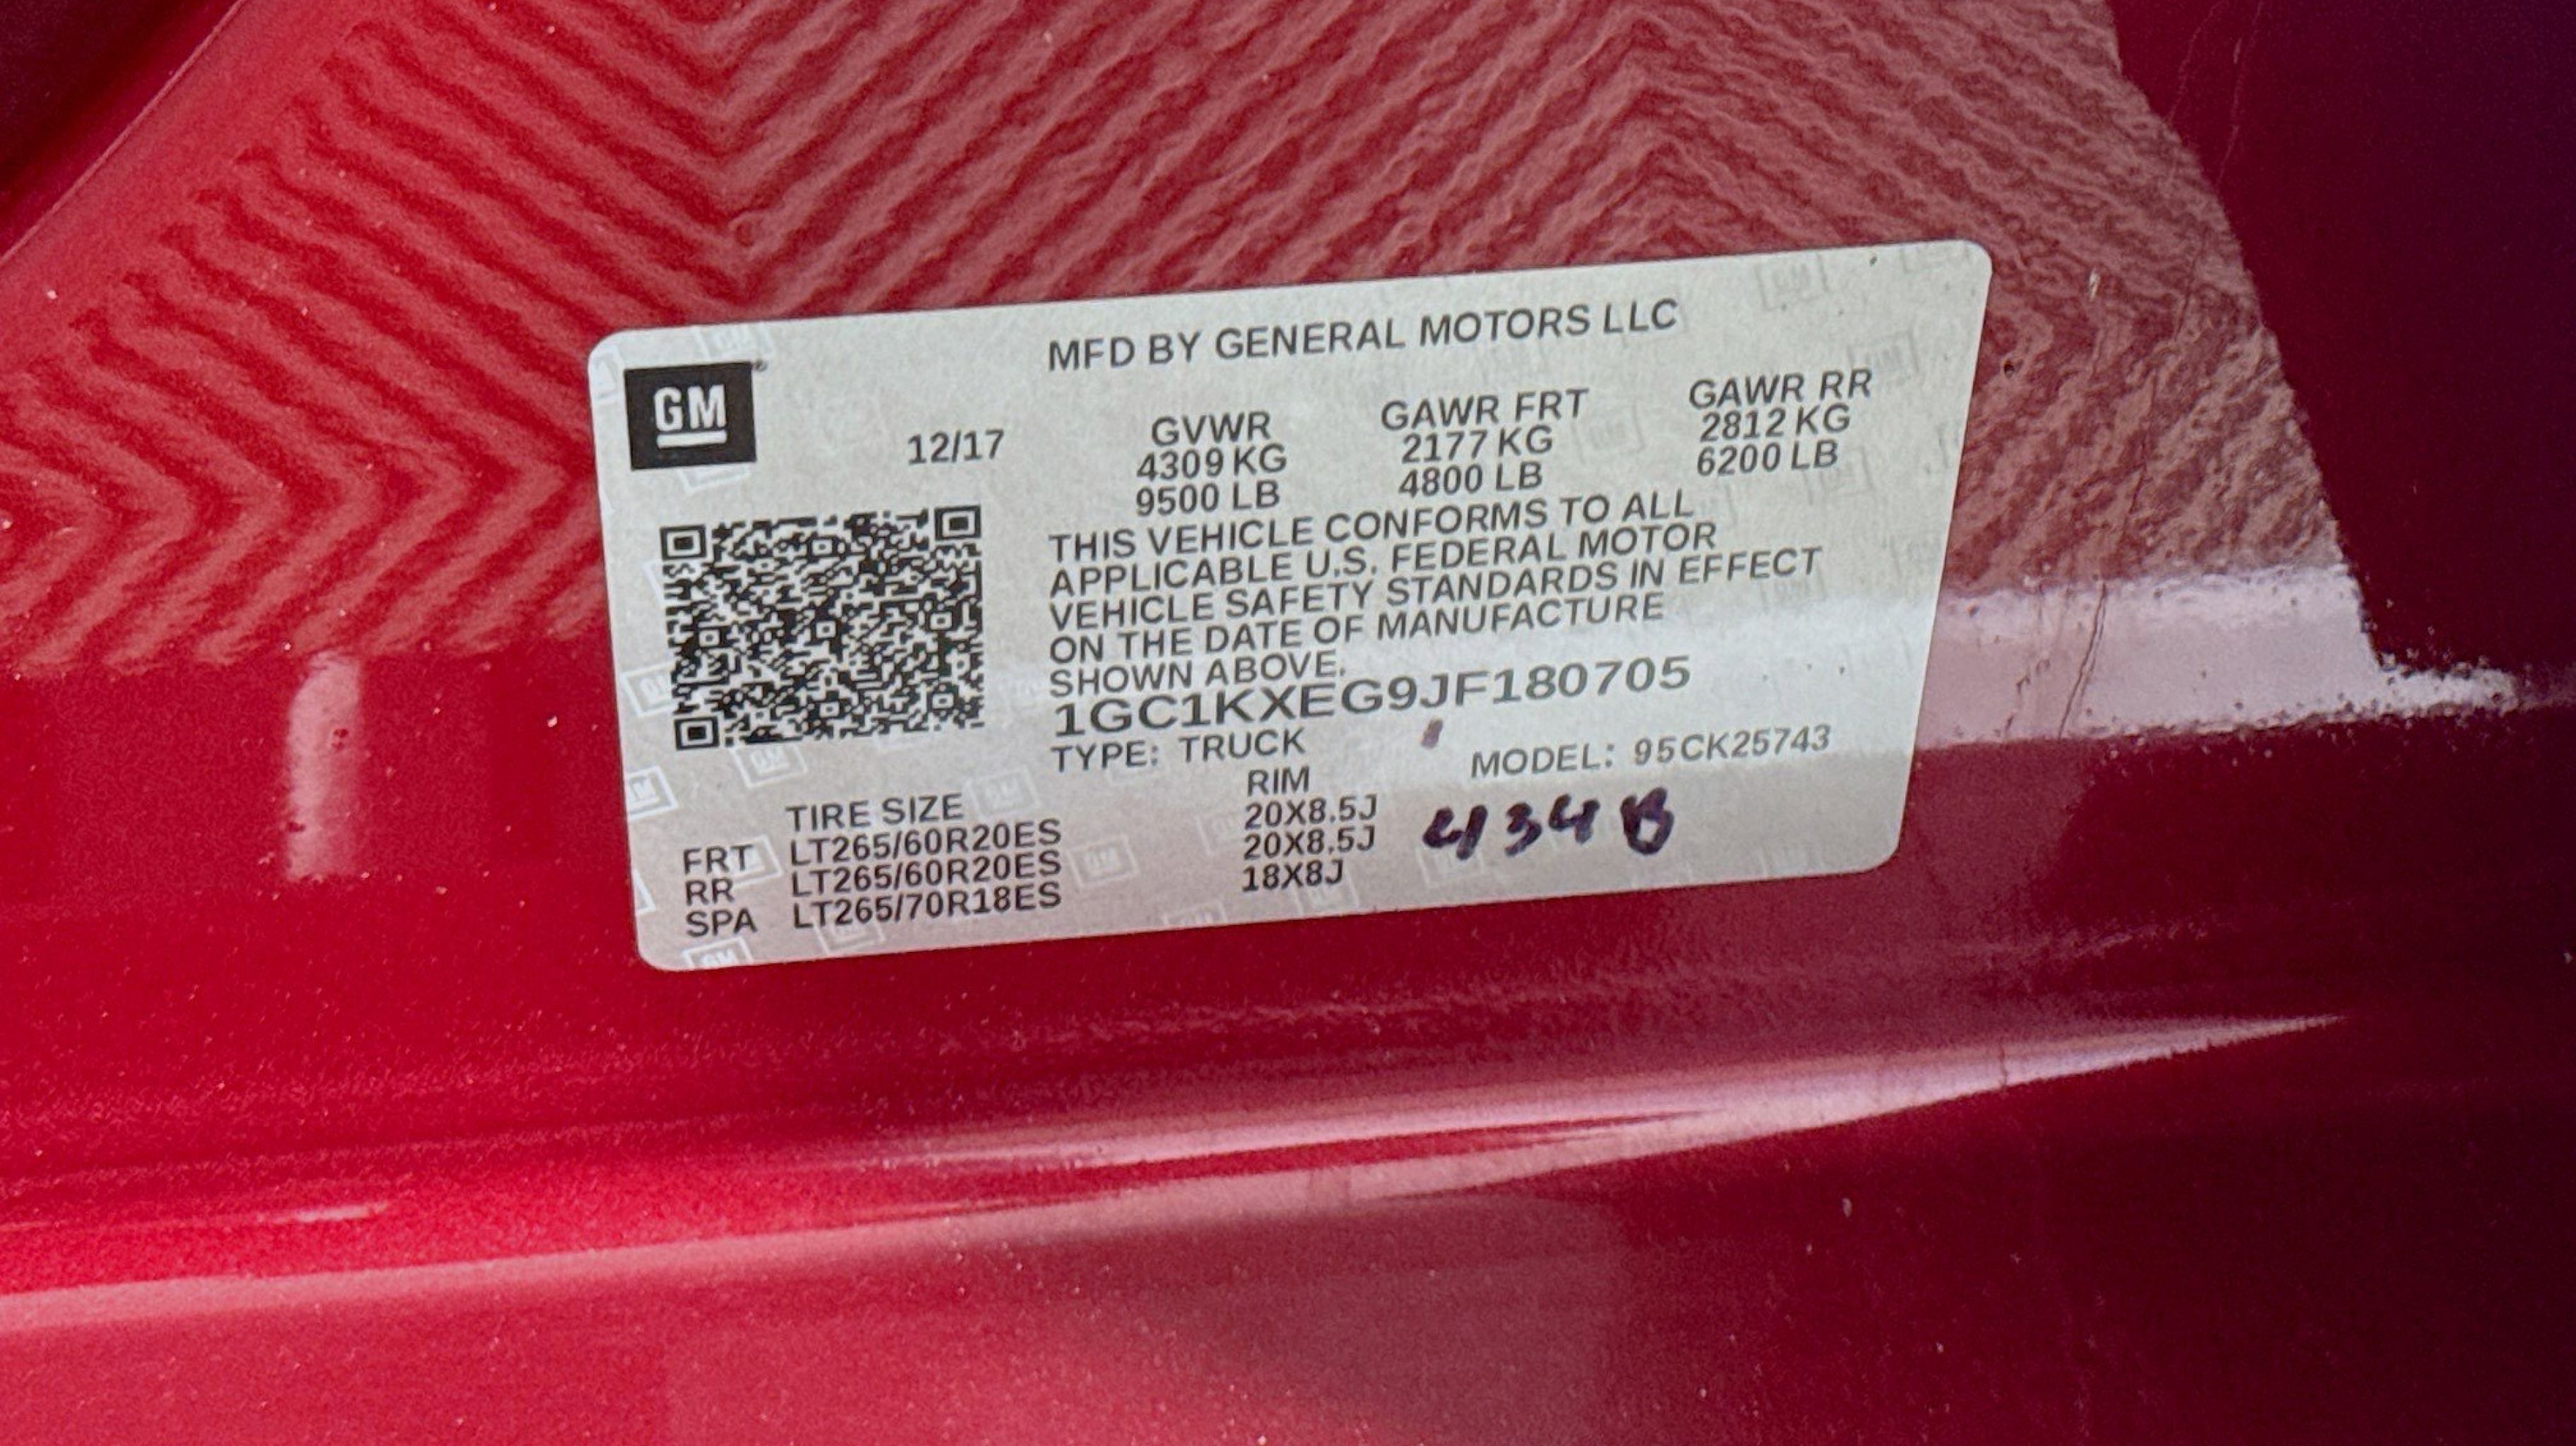 MFD BY GENERAL MOTORS LLC
GM
12/17
GVWR
4309 KG
9500 LB
GAWR FRT
2177 KG
4800 LB
GAWR RR
2812 KG
6200 LB
THIS VEHICLE CONFORMS TO ALL
APPLICABLE U.S. FEDERAL MOTOR
VEHICLE SAFETY STANDARDS IN EFFECT
ON THE DATE OF MANUFACTURE
SHOWN ABOVE.
1GC1KXEG9JF180705
TYPE: TRUCK
MODEL: 95CK25743
TIRE SIZE RIM
FRT LT265/60R20ES 20X8.5J
RR LT265/60R20ES 20X8.5J
SPA LT265/70R18ES 18X8J
434B